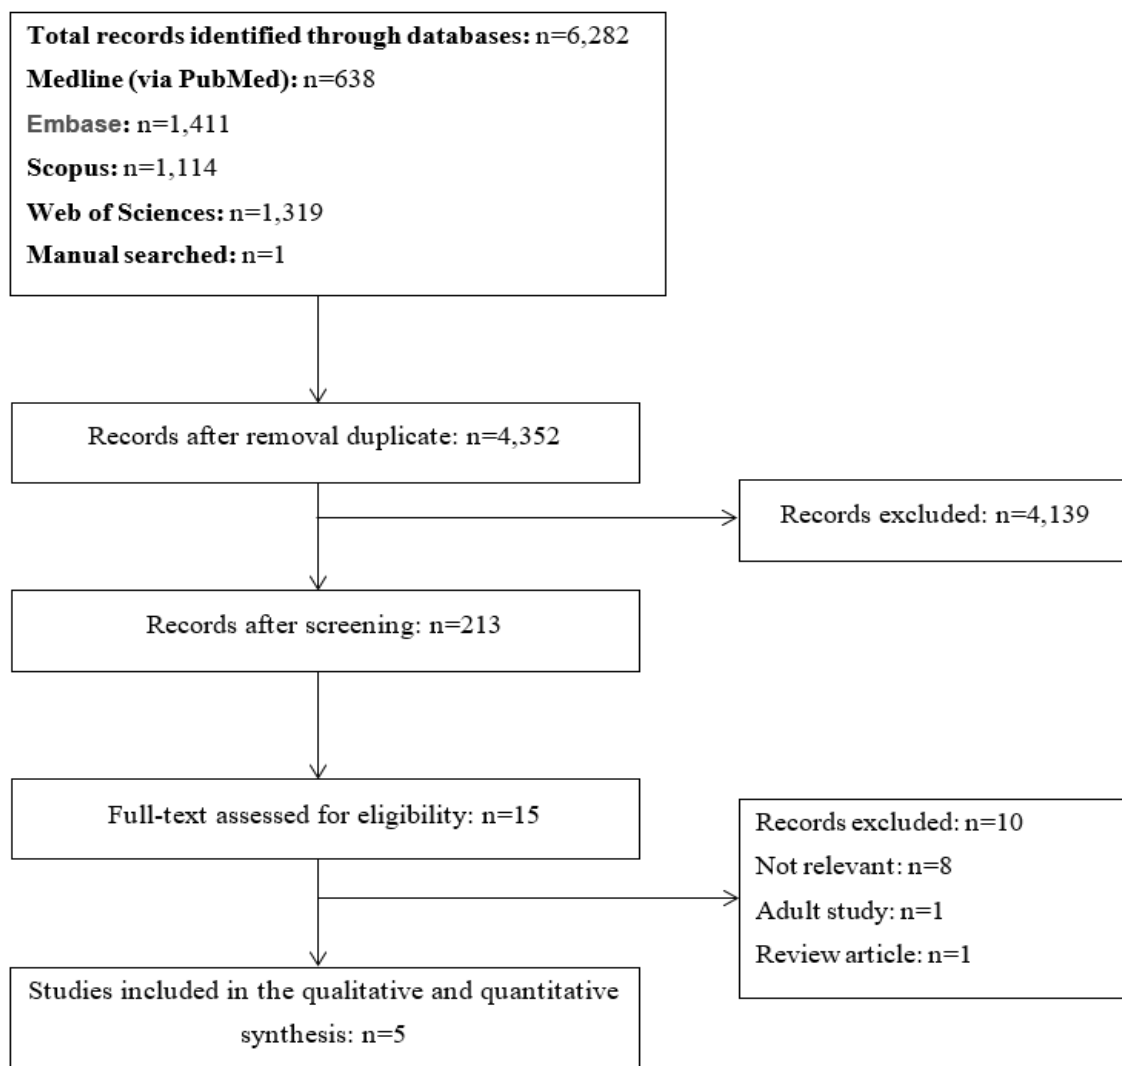 Total records identified through databases: n=6,282
Medline (via PubMed): n=638
Embase: n=1,411
Scopus: n=1,114
Web of Sciences: n=1,319
Manual searched: n=1
Records after removal duplicate: n=4,352
Records excluded: n=4,139
Records after screening: n=213
Full-text assessed for eligibility: n=15
Records excluded: n=10
Not relevant: n=8
Adult study: n=1
Review article: n=1
Studies included in the qualitative and quantitative
synthesis: n=5